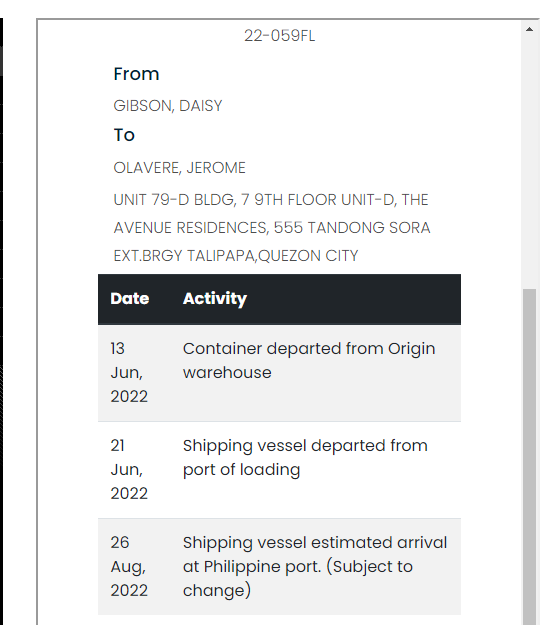 22-059FL
From
GIBSON, DAISY
To
OLAVERE, JEROME
UNIT 79-D BLDG, 7 9TH FLOOR UNIT-D, THE
AVENUE RESIDENCES, 555 TANDONG SORA
EXT.BRGY TALIPAPA,QUEZON CITY
Date Activity
13 Container departed from Origin
Jun, warehouse
2022
21 Shipping vessel departed from
Jun, port of loading
2022
26 Shipping vessel estimated arrival
Aug, at Philippine port. (Subject to
2022 change)